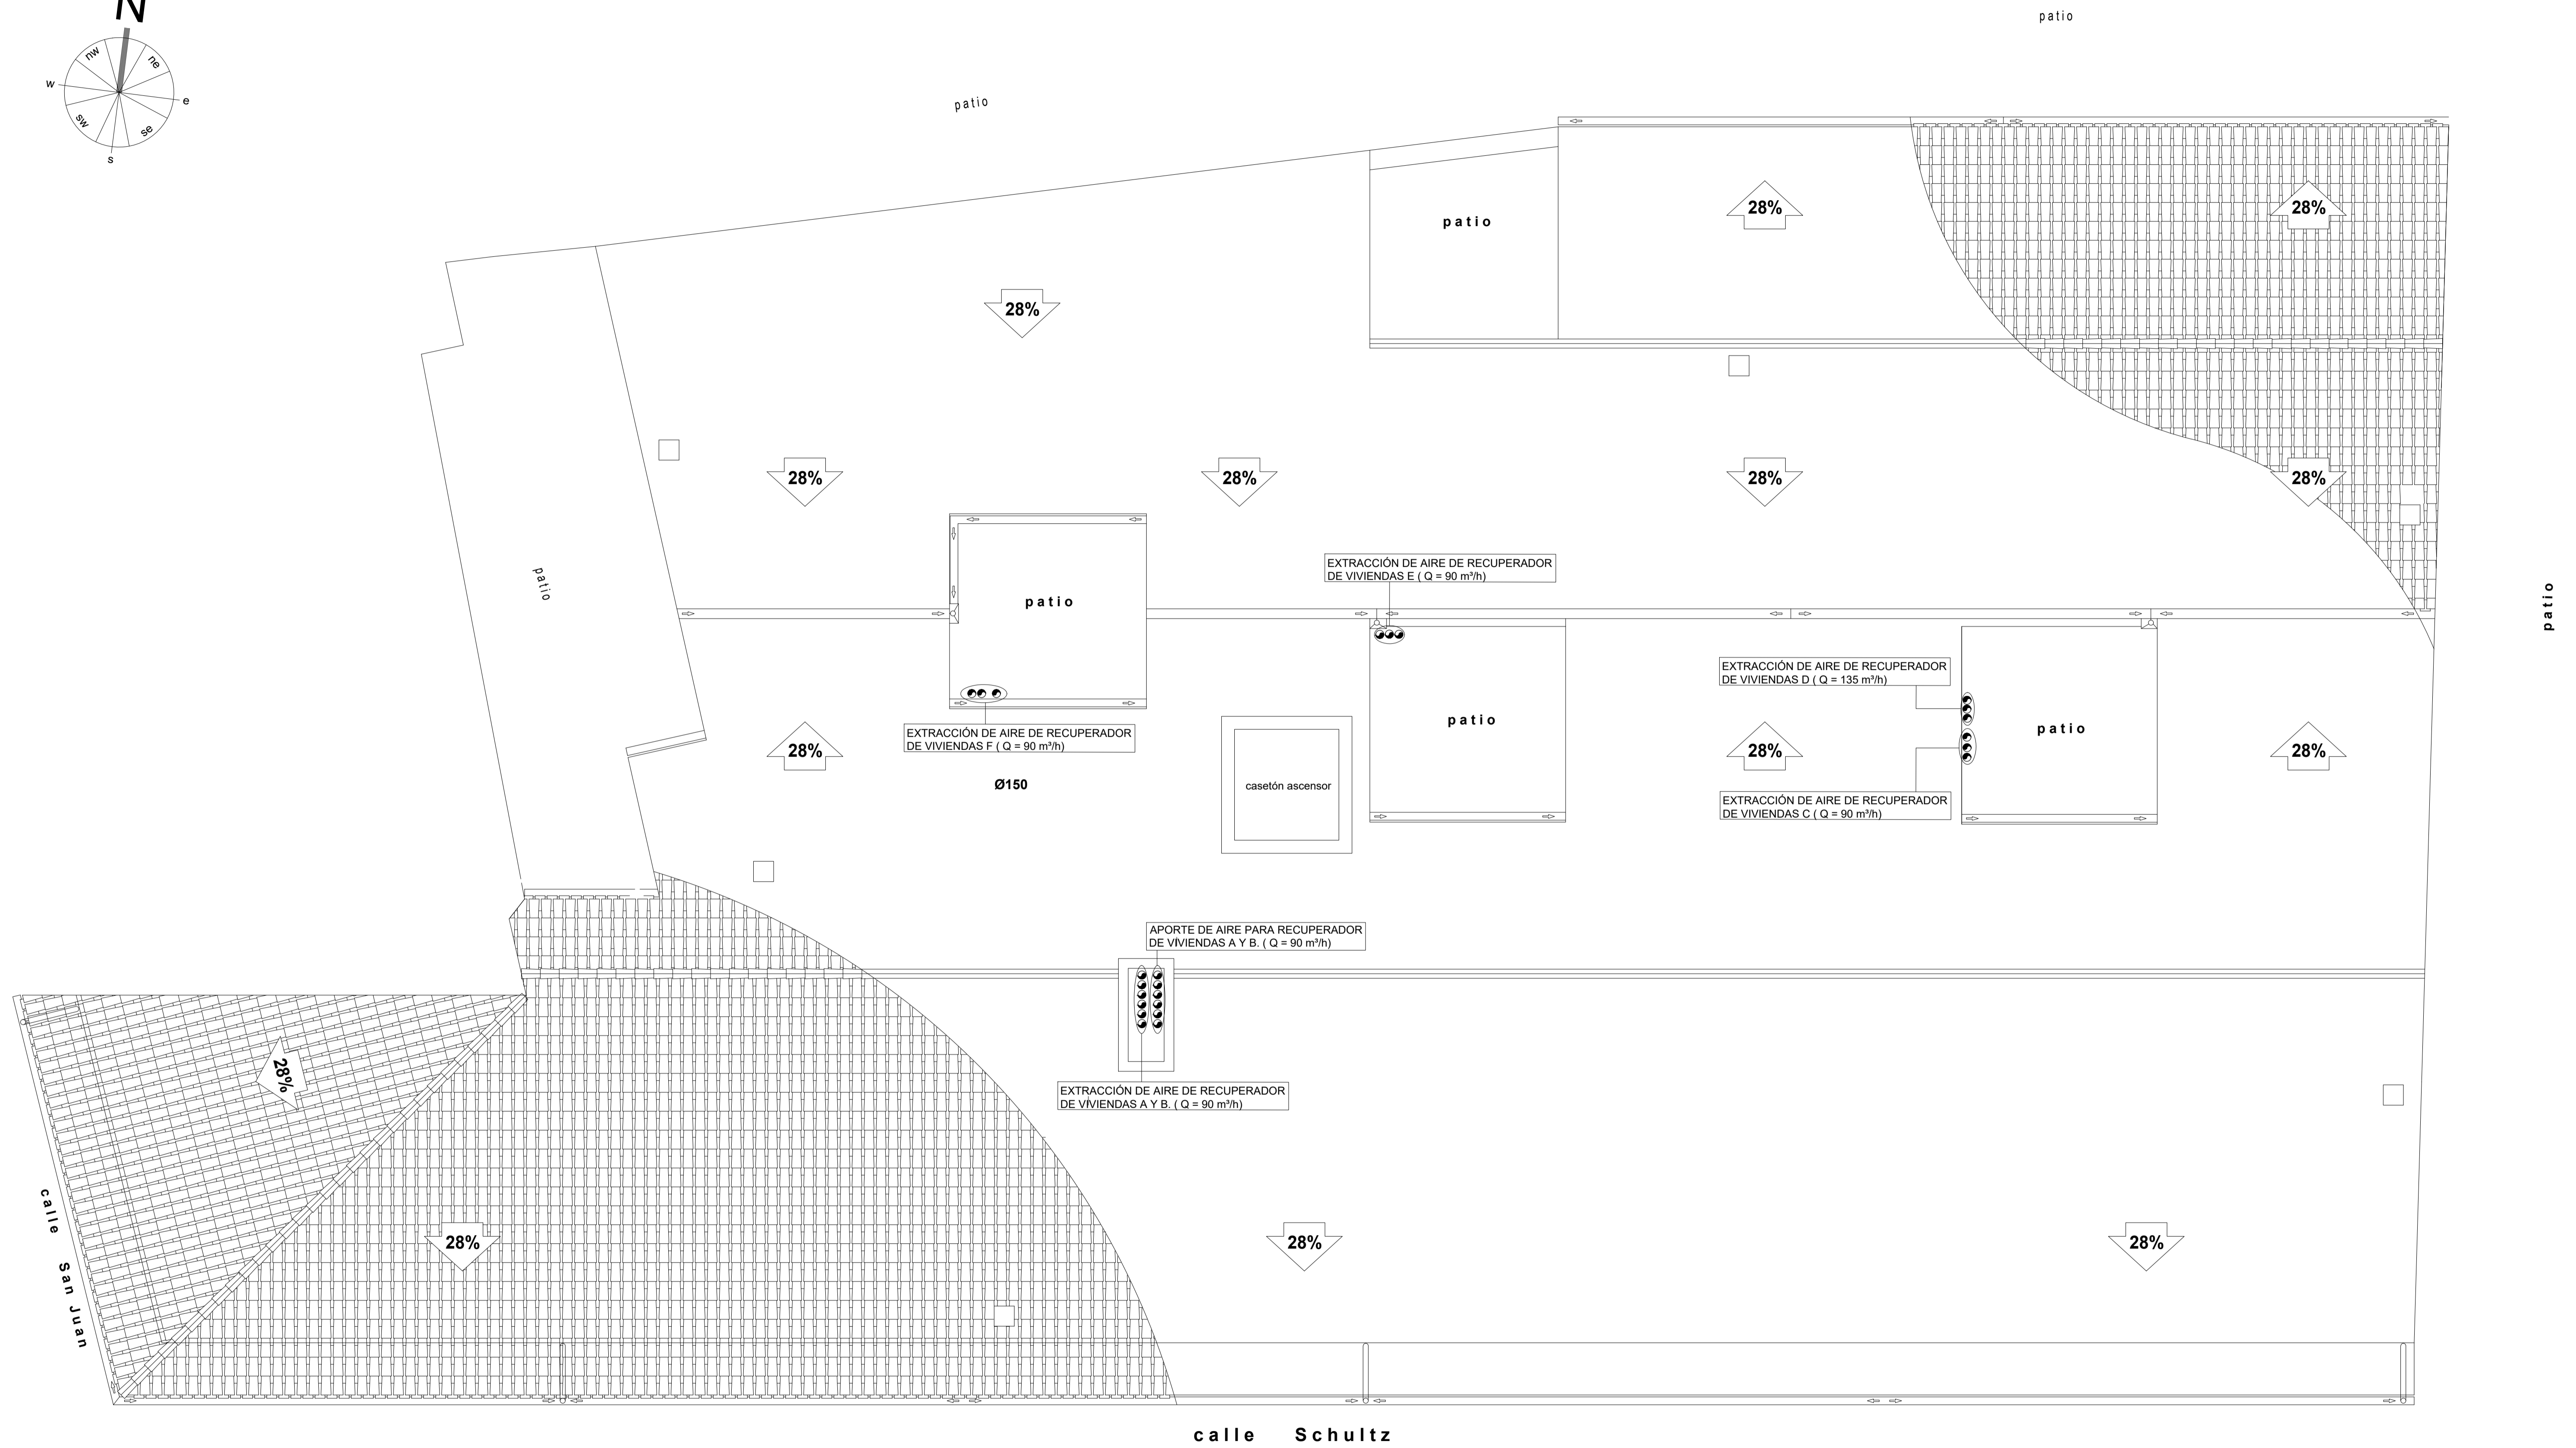 N
nw
ne
w
e
sw
se
s
patio
patio
28%
28%
patio
28%
28%
28%
28%
28%
patio
patio
patio
EXTRACCIÓN DE AIRE DE RECUPERADOR
DE VIVIENDAS E ( Q = 90 m³/h)
EXTRACCIÓN DE AIRE DE RECUPERADOR
DE VIVIENDAS D ( Q = 135 m³/h)
patio
patio
EXTRACCIÓN DE AIRE DE RECUPERADOR
DE VIVIENDAS F ( Q = 90 m³/h)
28%
28%
28%
Ø150
casetón ascensor
EXTRACCIÓN DE AIRE DE RECUPERADOR
DE VIVIENDAS C ( Q = 90 m³/h)
APORTE DE AIRE PARA RECUPERADOR
DE VIVIENDAS A Y B. ( Q = 90 m³/h)
28%
EXTRACCIÓN DE AIRE DE RECUPERADOR
DE VIVIENDAS A Y B. ( Q = 90 m³/h)
calle San Juan
28%
28%
28%
calle Schultz